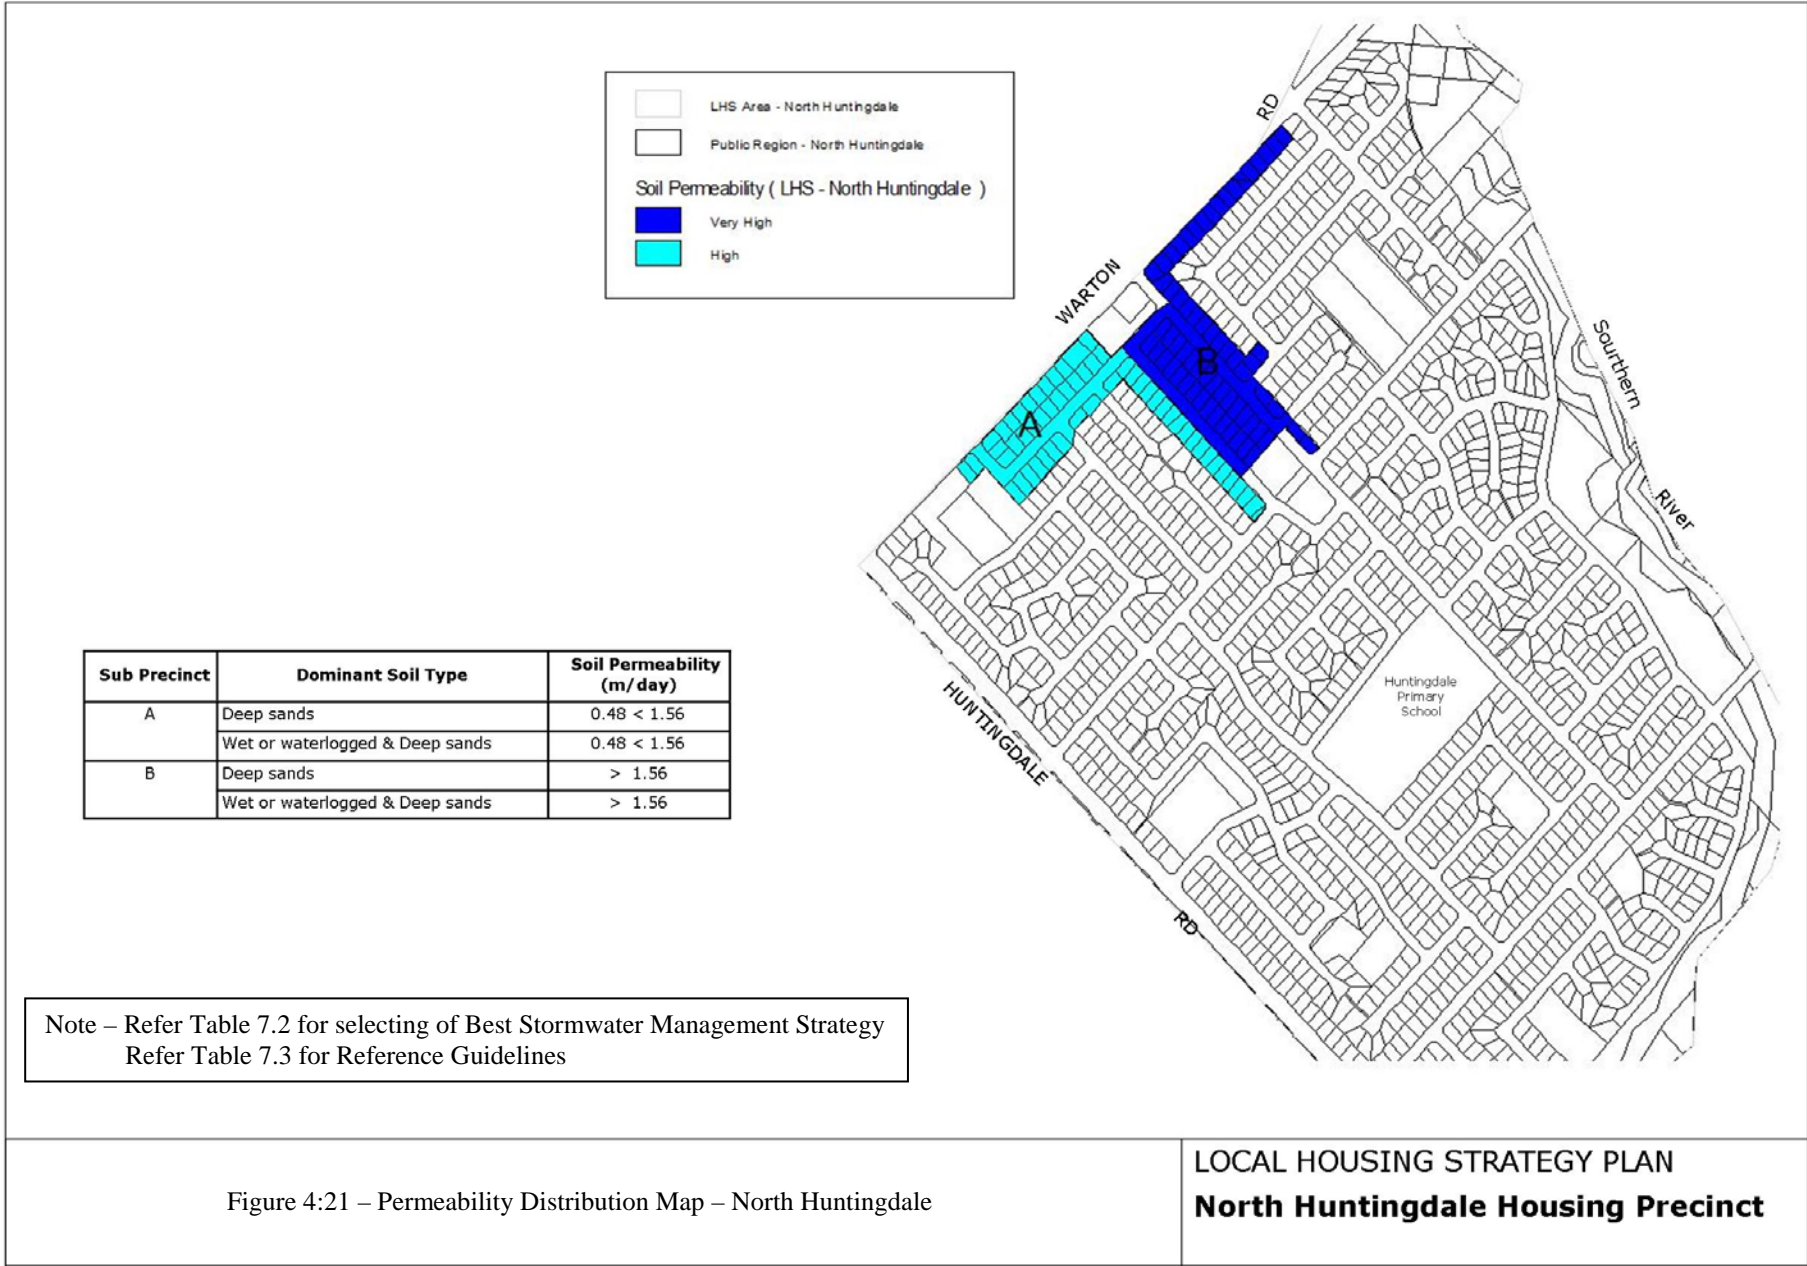 LHS Area - North Huntingdale
Public Region - North Huntingdale
Soil Permeability ( LHS - North Huntingdale )
Very High
High
RD
WARTON
A
B
Sourthern
River
Huntingdale
Primary
School
HUNTINGDALE
RD
Sub Precinct Dominant Soil Type Soil Permeability
(m/day)
A Deep sands 0.48 < 1.56
Wet or waterlogged & Deep sands 0.48 < 1.56
B Deep sands > 1.56
Wet or waterlogged & Deep sands > 1.56
Note – Refer Table 7.2 for selecting of Best Stormwater Management Strategy
Refer Table 7.3 for Reference Guidelines
Figure 4:21 – Permeability Distribution Map – North Huntingdale
LOCAL HOUSING STRATEGY PLAN
North Huntingdale Housing Precinct